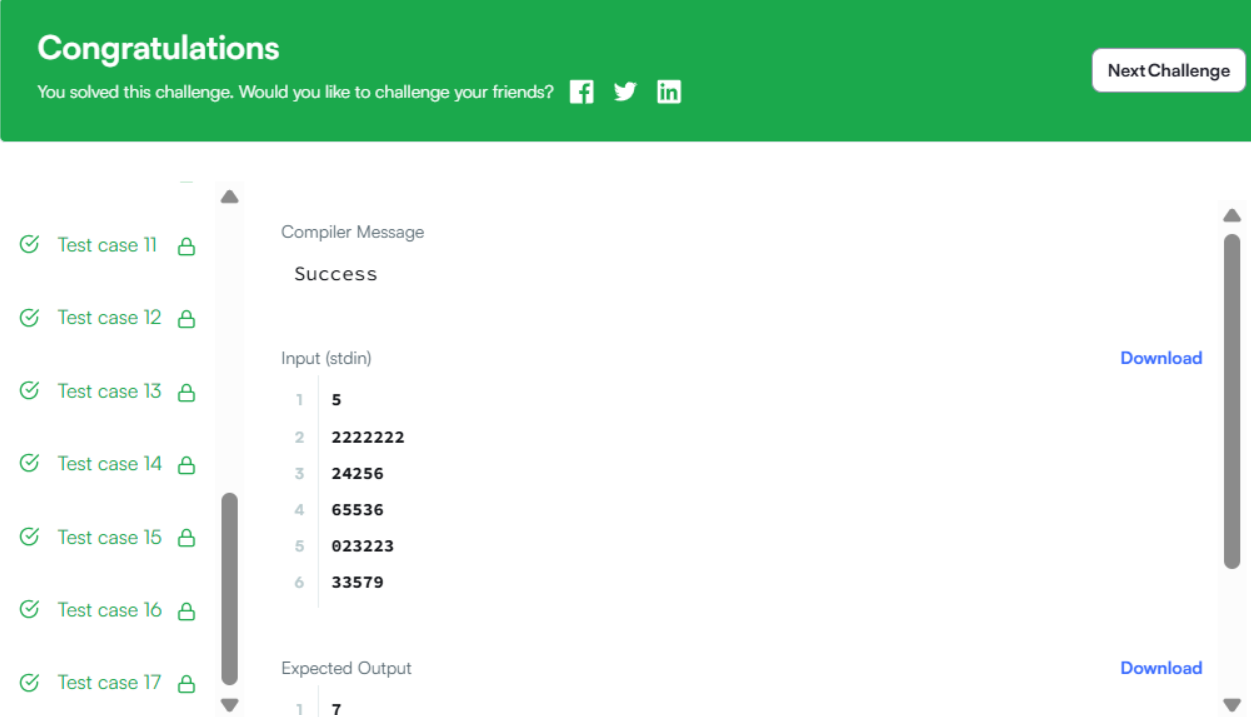 Congratulations
You solved this challenge. Would you like to challenge your friends?
Next Challenge
Test case 11
Test case 12
Test case 13
Test case 14
Test case 15
Test case 16
Test case 17
Compiler Message
Success
Input (stdin)
Download
1 5
2 2222222
3 24256
4 65536
5 023223
6 33579
Expected Output
Download
1 7